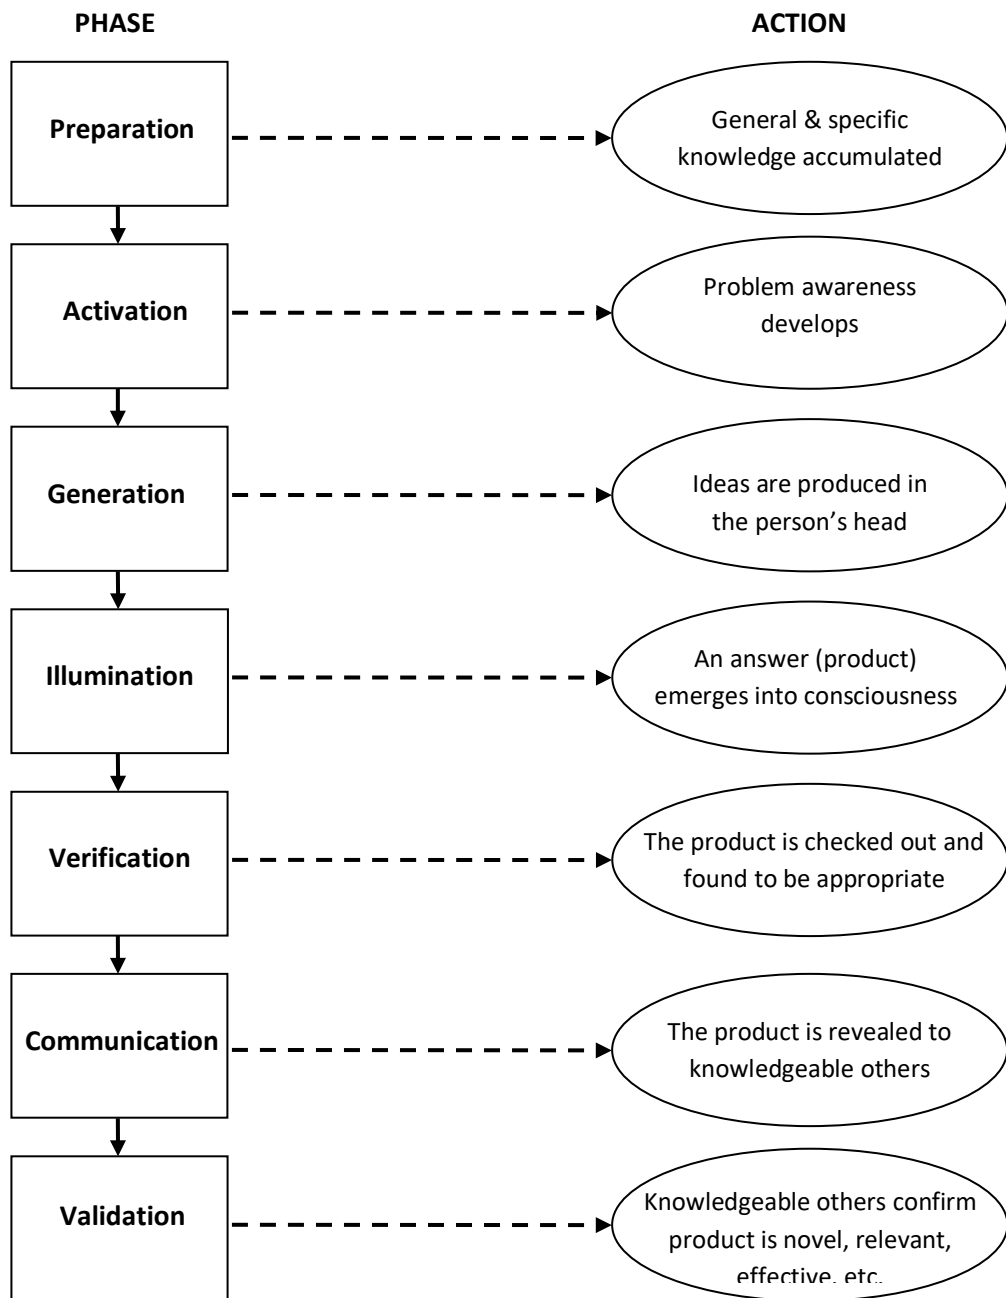 PHASE
ACTION
Preparation
General & specific
knowledge accumulated
Activation
Problem awareness
develops
Generation
Ideas are produced in
the person’s head
Illumination
An answer (product)
emerges into consciousness
Verification
The product is checked out and
found to be appropriate
Communication
The product is revealed to
knowledgeable others
Validation
Knowledgeable others confirm
product is novel, relevant,
effective, etc.